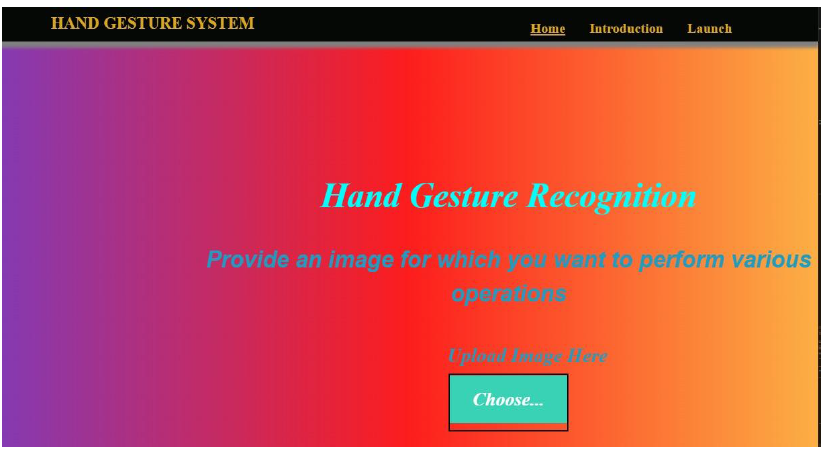 HAND GESTURE SYSTEM
Home Introduction Launch
Hand Gesture Recognition
Provide an image for which you want to perform various
operations
Upload Image Here
Choose...